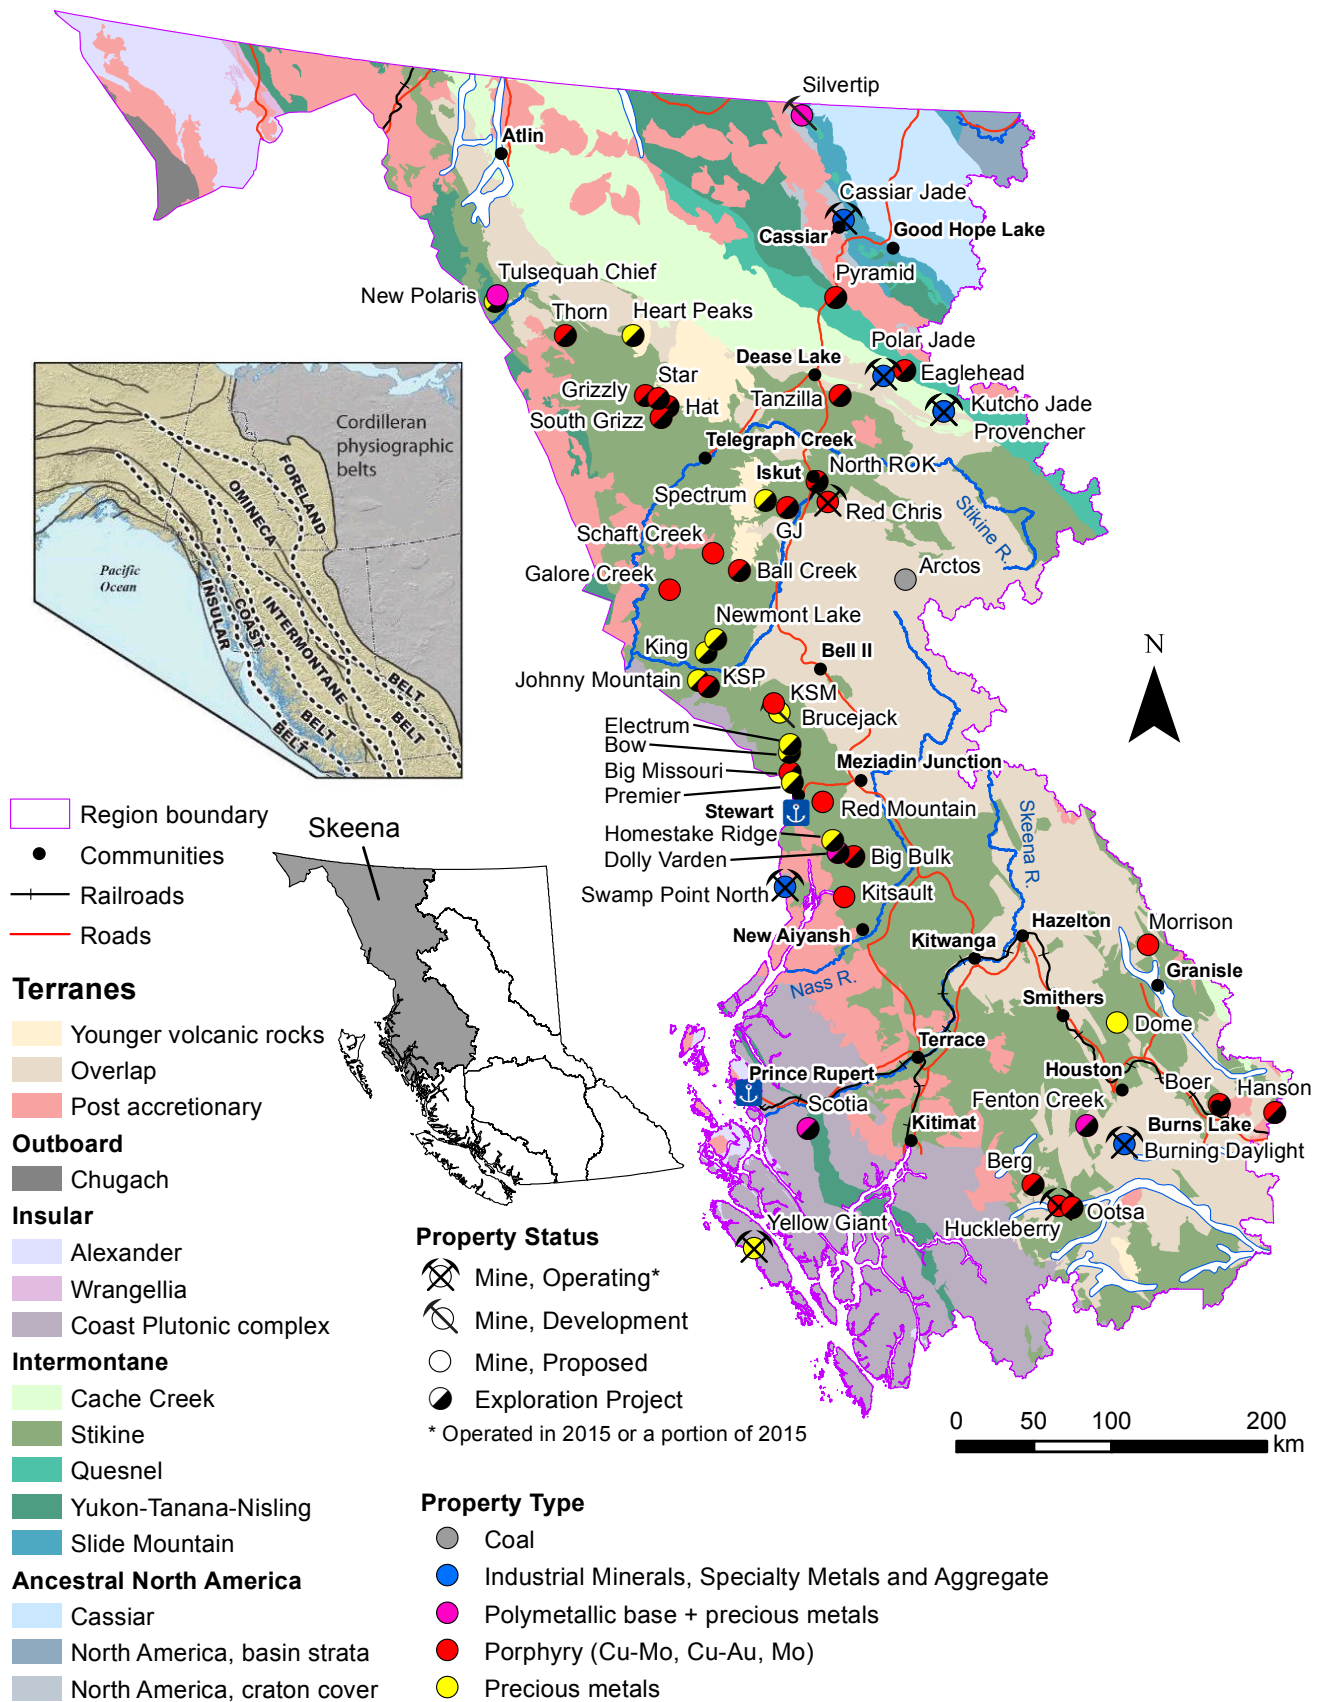 Silvertip
Atlin
Cassiar Jade
Cassiar
Good Hope Lake
Tulsequah Chief
Pyramid
New Polaris
Thorn
Heart Peaks
Polar Jade
Dease Lake
Eaglehead
Star
Grizzly
Tanzilla
Hat
Kutcho Jade
South Grizz
Provencher
Telegraph Creek
Iskut
North ROK
Spectrum
Red Chris
GJ
Stikine R.
Schaft Creek
Arctos
Galore Creek
Ball Creek
Newmont Lake
King
Bell II
Johnny Mountain
KSP
KSM
Brucejack
Electrum
Bow
Big Missouri
Meziadin Junction
Premier
Stewart
Red Mountain
Skeena R.
Homestake Ridge
Dolly Varden
Big Bulk
Swamp Point North
Kitsault
New Aiyansh
Kitwanga
Hazelton
Morrison
Granisle
Nass R.
Smithers
Dome
Terrace
Prince Rupert
Houston
Boer
Hanson
Scotia
Fenton Creek
Burns Lake
Kitimat
Burning Daylight
Berg
Ootsa
Huckleberry
Yellow Giant
N
0 50 100 200
km
Cordilleran
physiographic
belts
FORELAND
OMINECA
Pacific
Ocean
INSULAR
COAST
INTERMONTANE
BELT
BELT
BELT
BELT
Region boundary
Communities
Railroads
Roads
Skeena
Terranes
Younger volcanic rocks
Overlap
Post accretionary
Outboard
Chugach
Insular
Alexander
Wrangellia
Coast Plutonic complex
Intermontane
Cache Creek
Stikine
Quesnel
Yukon-Tanana-Nisling
Slide Mountain
Ancestral North America
Cassiar
North America, basin strata
North America, craton cover
Property Status
Mine, Operating*
Mine, Development
Mine, Proposed
Exploration Project
* Operated in 2015 or a portion of 2015
Property Type
Coal
Industrial Minerals, Specialty Metals and Aggregate
Polymetallic base + precious metals
Porphyry (Cu-Mo, Cu-Au, Mo)
Precious metals